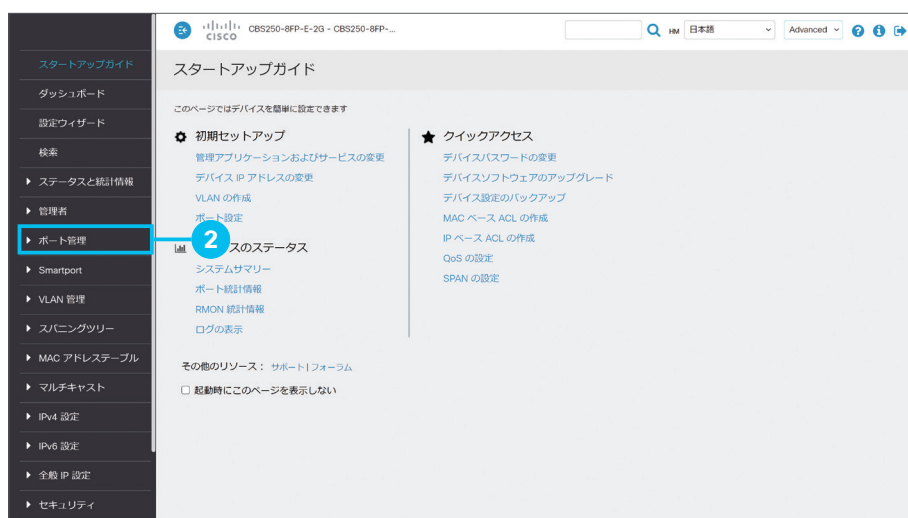 CISCO
CBS250-8FP-E-2G - CBS250-8FP-...
HM
日本語
Advanced
スタートアップガイド
ダッシュボード
設定ウィザード
検索
ステータスと統計情報
管理者
ポート管理
Smartport
VLAN 管理
スパニングツリー
MAC アドレステーブル
マルチキャスト
IPv4 設定
IPv6 設定
全般 IP 設定
セキュリティ
スタートアップガイド
このページではデバイスを簡単に設定できます
初期セットアップ
管理アプリケーションおよびサービスの変更
デバイス IP アドレスの変更
VLAN の作成
ポート設定
2
スのステータス
システムサマリー
ポート統計情報
RMON 統計情報
ログの表示
クイックアクセス
デバイスパスワードの変更
デバイスソフトウェアのアップグレード
デバイス設定のバックアップ
MAC ベース ACL の作成
IP ベース ACL の作成
QoS の設定
SPAN の設定
その他のリソース： サポート | フォーラム
起動時にこのページを表示しない